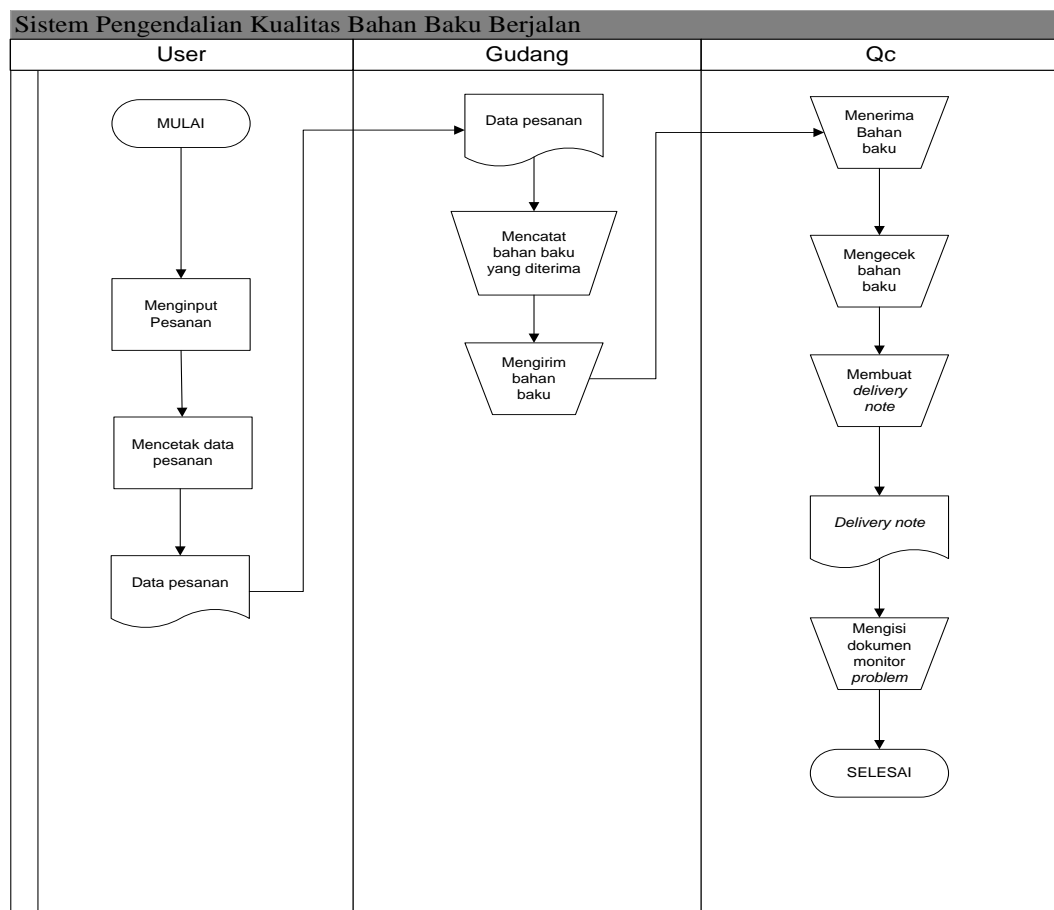 Sistem Pengendalian Kualitas Bahan Baku Berjalan
User
Gudang
Qc
MULAI
Menginput
Pesanan
Mencetak data
pesanan
Data pesanan
Data pesanan
Mencatat
bahan baku
yang diterima
Mengirim
bahan
baku
Menerima
Bahan
baku
Mengecek
bahan
baku
Membuat
delivery
note
Delivery note
Mengisi
dokumen
monitor
problem
SELESAI